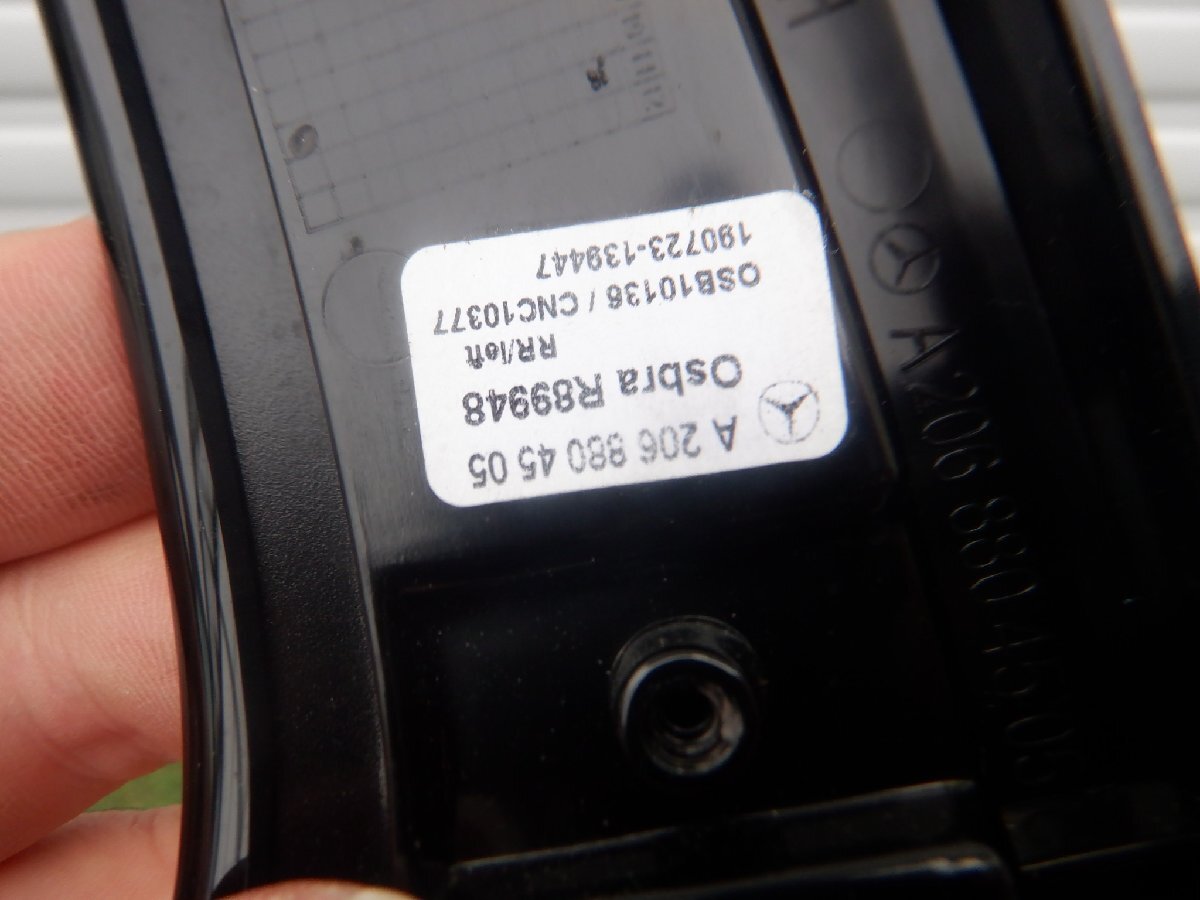 A 206 880 45 05
Osbra R89948
RR/left
OSB10136 / CNC10377
190723-139447
A 206 880 45 05